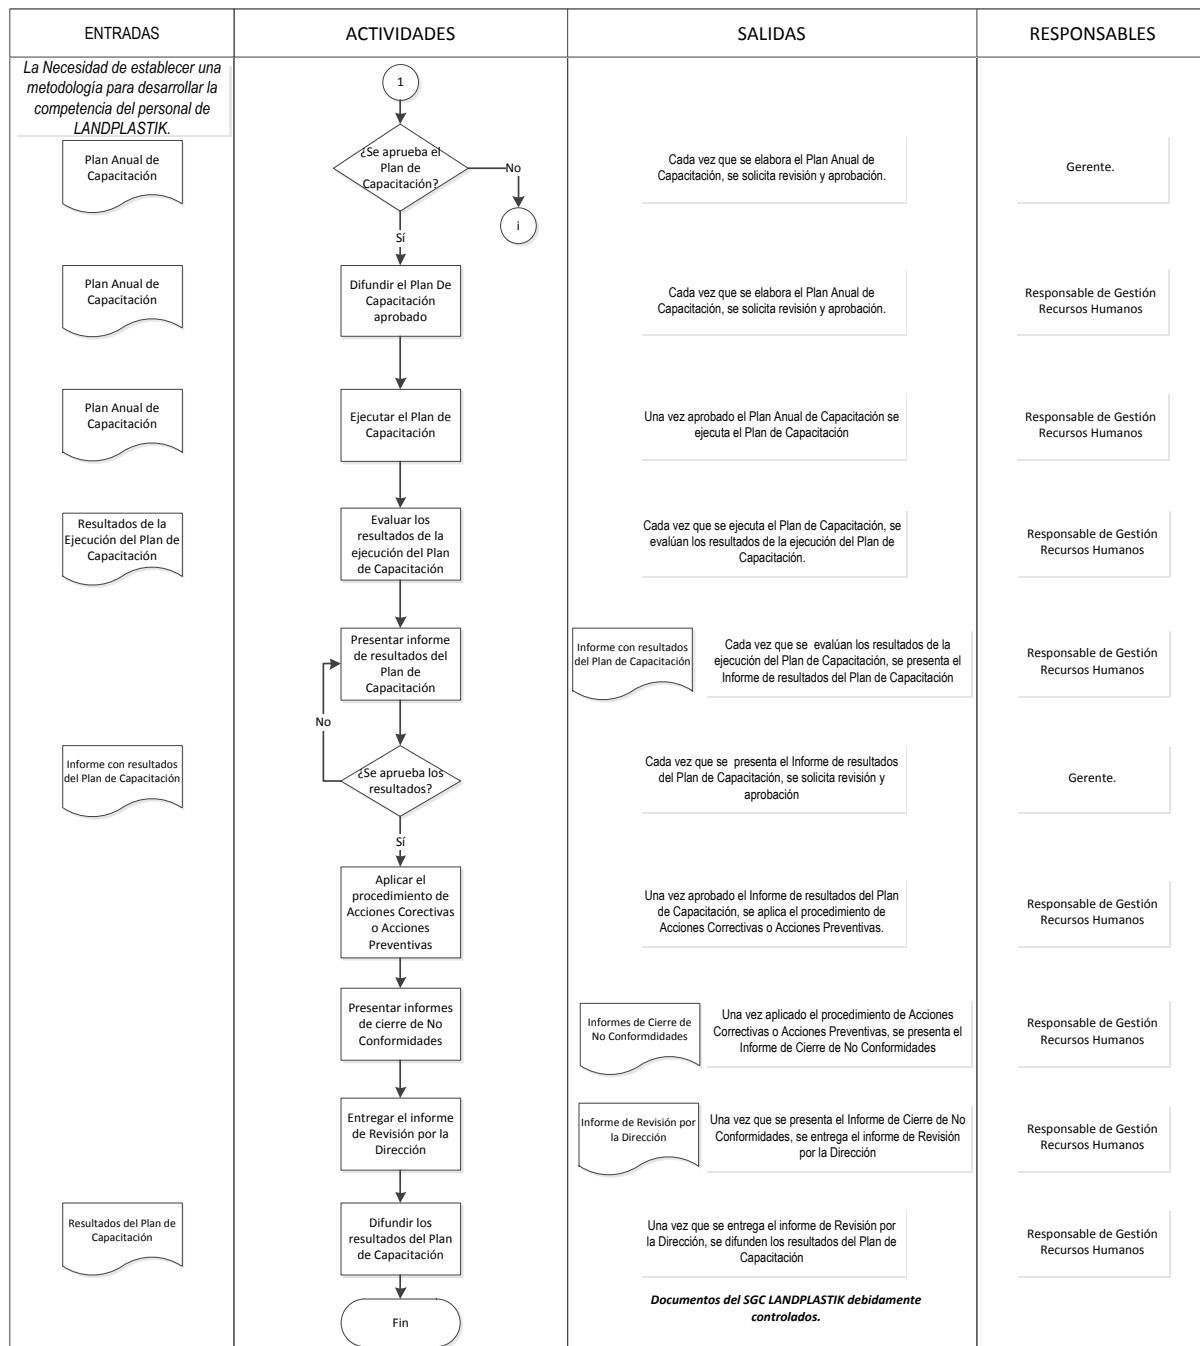 ENTRADAS
ACTIVIDADES
SALIDAS
RESPONSABLES
La Necesidad de establecer una
metodología para desarrollar la
competencia del personal de
LANDPLASTIK.
1
Plan Anual de
Capacitación
¿Se aprueba el
Plan de
Capacitación?
No
i
Sí
Cada vez que se elabora el Plan Anual de
Capacitación, se solicita revisión y aprobación.
Gerente.
Plan Anual de
Capacitación
Difundir el Plan De
Capacitación
aprobado
Cada vez que se elabora el Plan Anual de
Capacitación, se solicita revisión y aprobación.
Responsable de Gestión
Recursos Humanos
Plan Anual de
Capacitación
Ejecutar el Plan de
Capacitación
Una vez aprobado el Plan Anual de Capacitación se
ejecuta el Plan de Capacitación
Responsable de Gestión
Recursos Humanos
Resultados de la
Ejecución del Plan de
Capacitación
Evaluar los
resultados de la
ejecución del Plan
de Capacitación
Cada vez que se ejecuta el Plan de Capacitación, se
evalúan los resultados de la ejecución del Plan de
Capacitación.
Responsable de Gestión
Recursos Humanos
Presentar informe
de resultados del
Plan de
Capacitación
Informe con resultados
del Plan de Capacitación
Cada vez que se  evalúan los resultados de la
ejecución del Plan de Capacitación, se presenta el
Informe de resultados del Plan de Capacitación
Responsable de Gestión
Recursos Humanos
No
Informe con resultados
del Plan de Capacitación
¿Se aprueba los
resultados?
Sí
Cada vez que se  presenta el Informe de resultados
del Plan de Capacitación, se solicita revisión y
aprobación
Gerente.
Aplicar el
procedimiento de
Acciones Corectivas
o Acciones
Preventivas
Una vez aprobado el Informe de resultados del Plan
de Capacitación, se aplica el procedimiento de
Acciones Correctivas o Acciones Preventivas.
Responsable de Gestión
Recursos Humanos
Presentar informes
de cierre de No
Conformidades
Informes de Cierre de
No Conformdidades
Una vez aplicado el procedimiento de Acciones
Correctivas o Acciones Preventivas, se presenta el
Informe de Cierre de No Conformidades
Responsable de Gestión
Recursos Humanos
Entregar el informe
de Revisión por la
Dirección
Informe de Revisión por
la Dirección
Una vez que se presenta el Informe de Cierre de No
Conformidades, se entrega el informe de Revisión
por la Dirección
Responsable de Gestión
Recursos Humanos
Resultados del Plan de
Capacitación
Difundir los
resultados del Plan
de Capacitación
Una vez que se entrega el informe de Revisión por
la Dirección, se difunden los resultados del Plan de
Capacitación
Responsable de Gestión
Recursos Humanos
Fin
Documentos del SGC LANDPLASTIK debidamente
controlados.